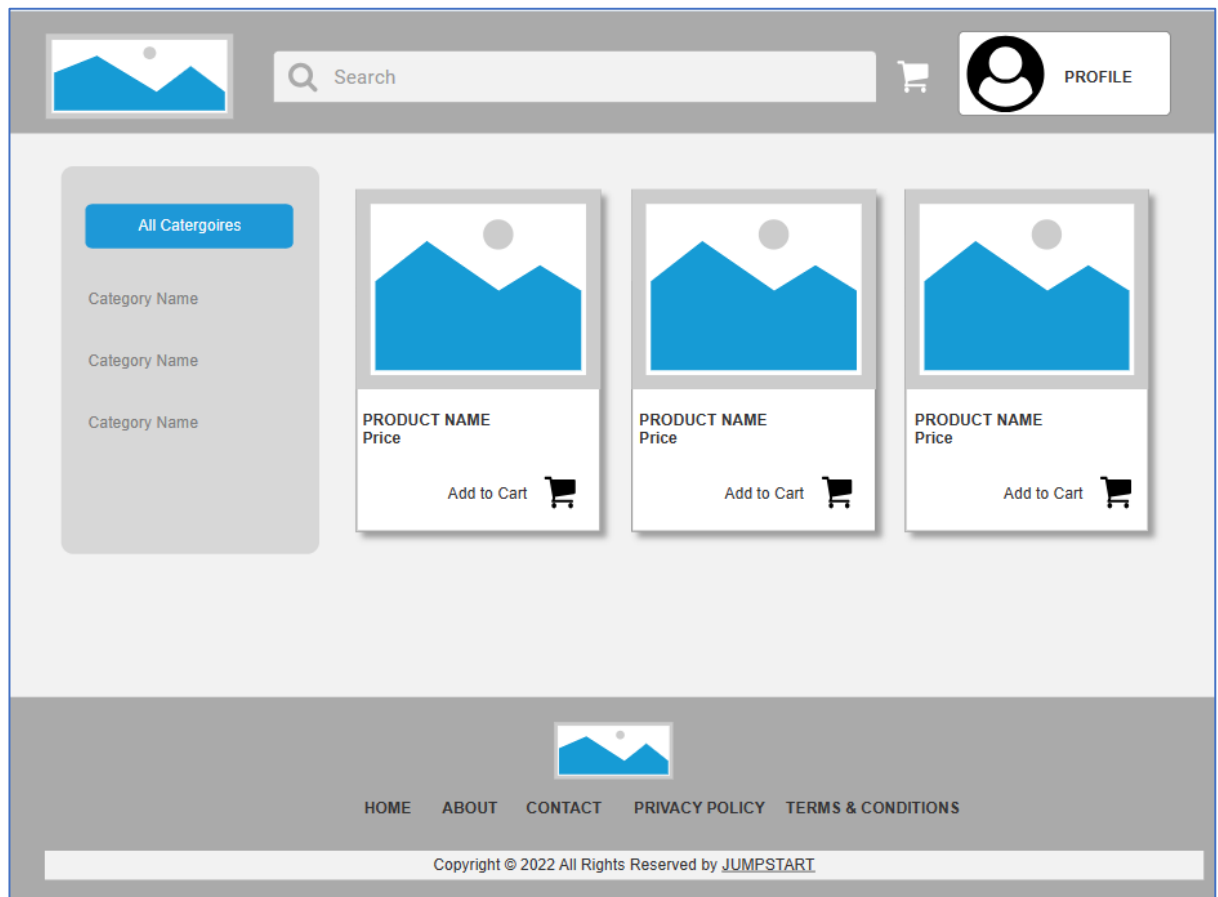 Search
PROFILE
All Catergoires
Category Name
Category Name
Category Name
PRODUCT NAME
Price
Add to Cart
PRODUCT NAME
Price
Add to Cart
PRODUCT NAME
Price
Add to Cart
HOME ABOUT CONTACT PRIVACY POLICY TERMS & CONDITIONS
Copyright © 2022 All Rights Reserved by JUMPSTART